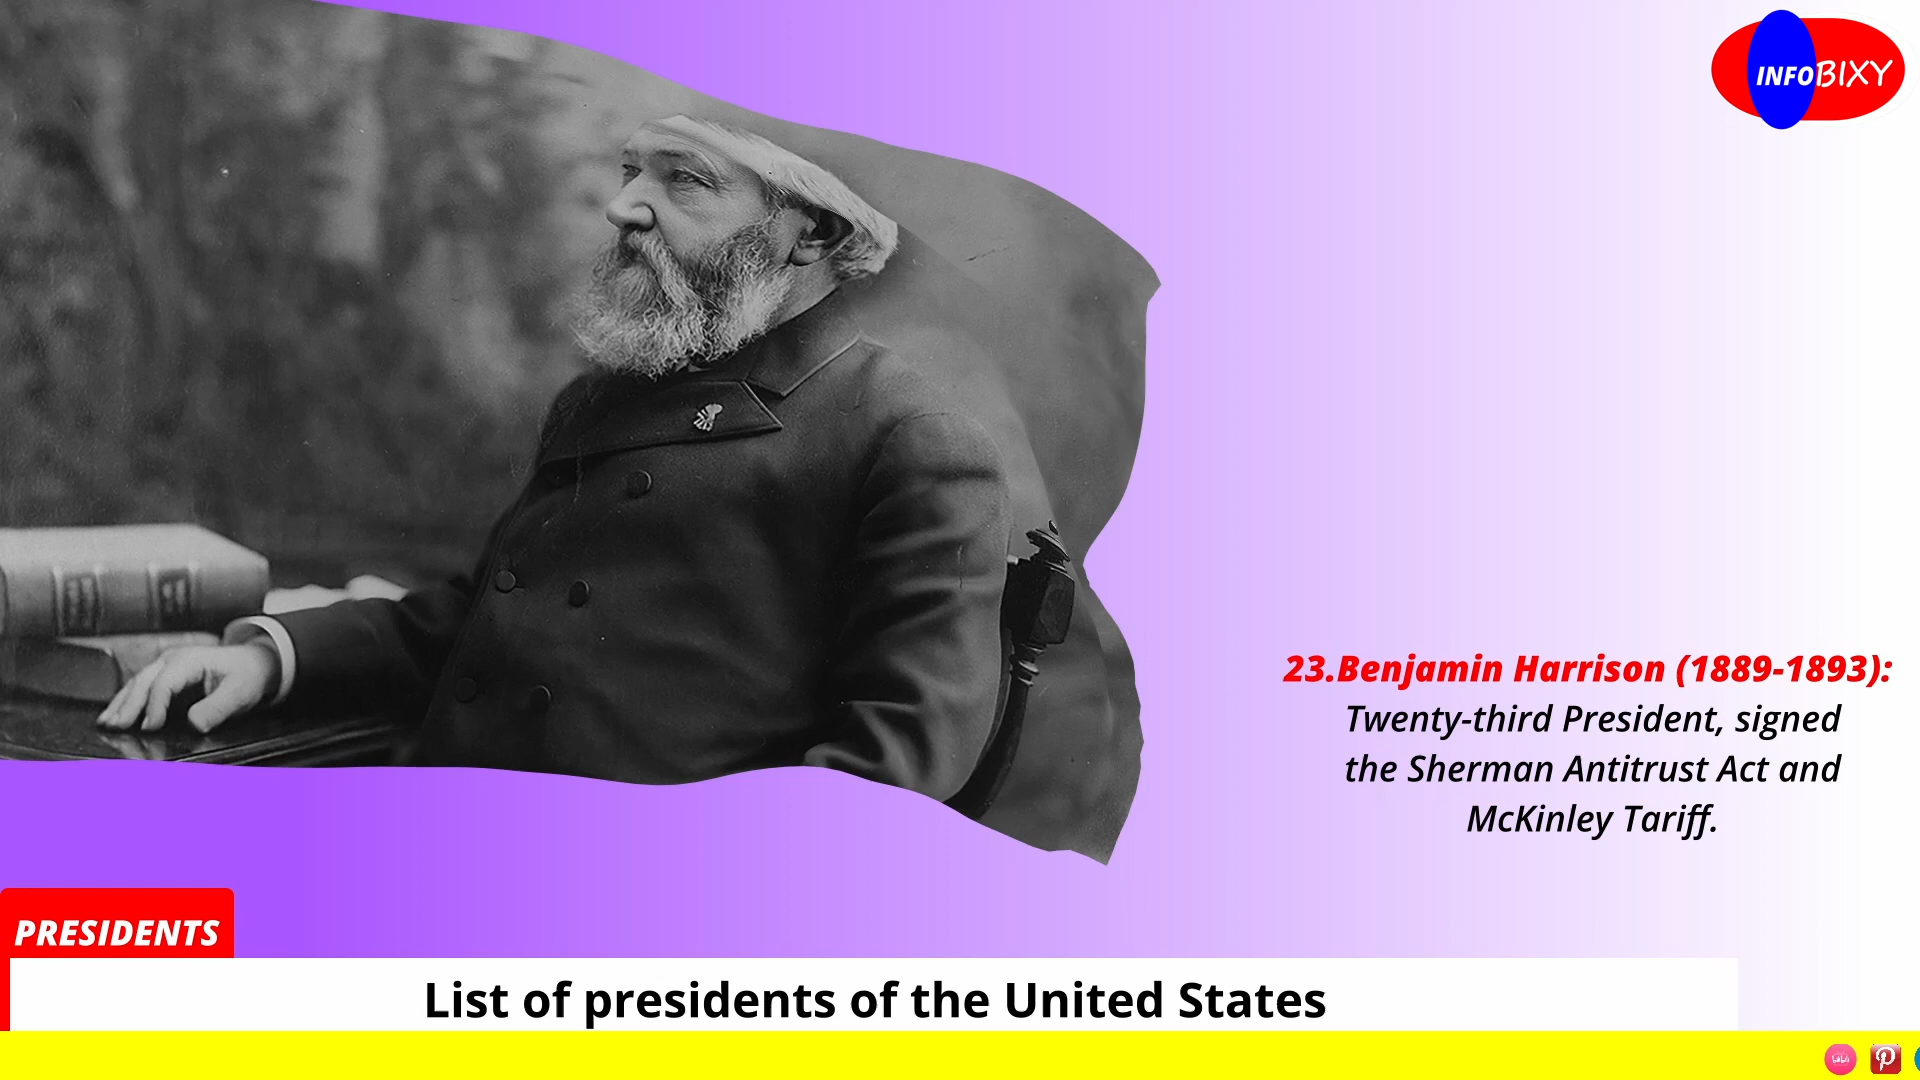 INFOBIXY
23.Benjamin Harrison (1889-1893):
Twenty-third President, signed
the Sherman Antitrust Act and
McKinley Tariff.
PRESIDENTS
List of presidents of the United States